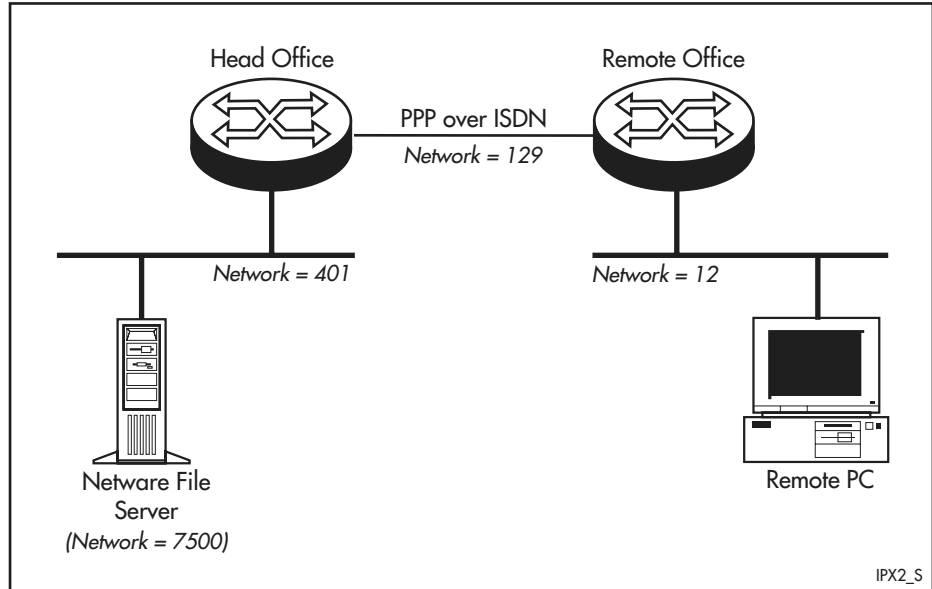 Head Office
Remote Office
PPP over ISDN
Network = 129
Network = 401
Network = 12
Netware File
Server
(Network = 7500)
Remote PC
IPX2_S